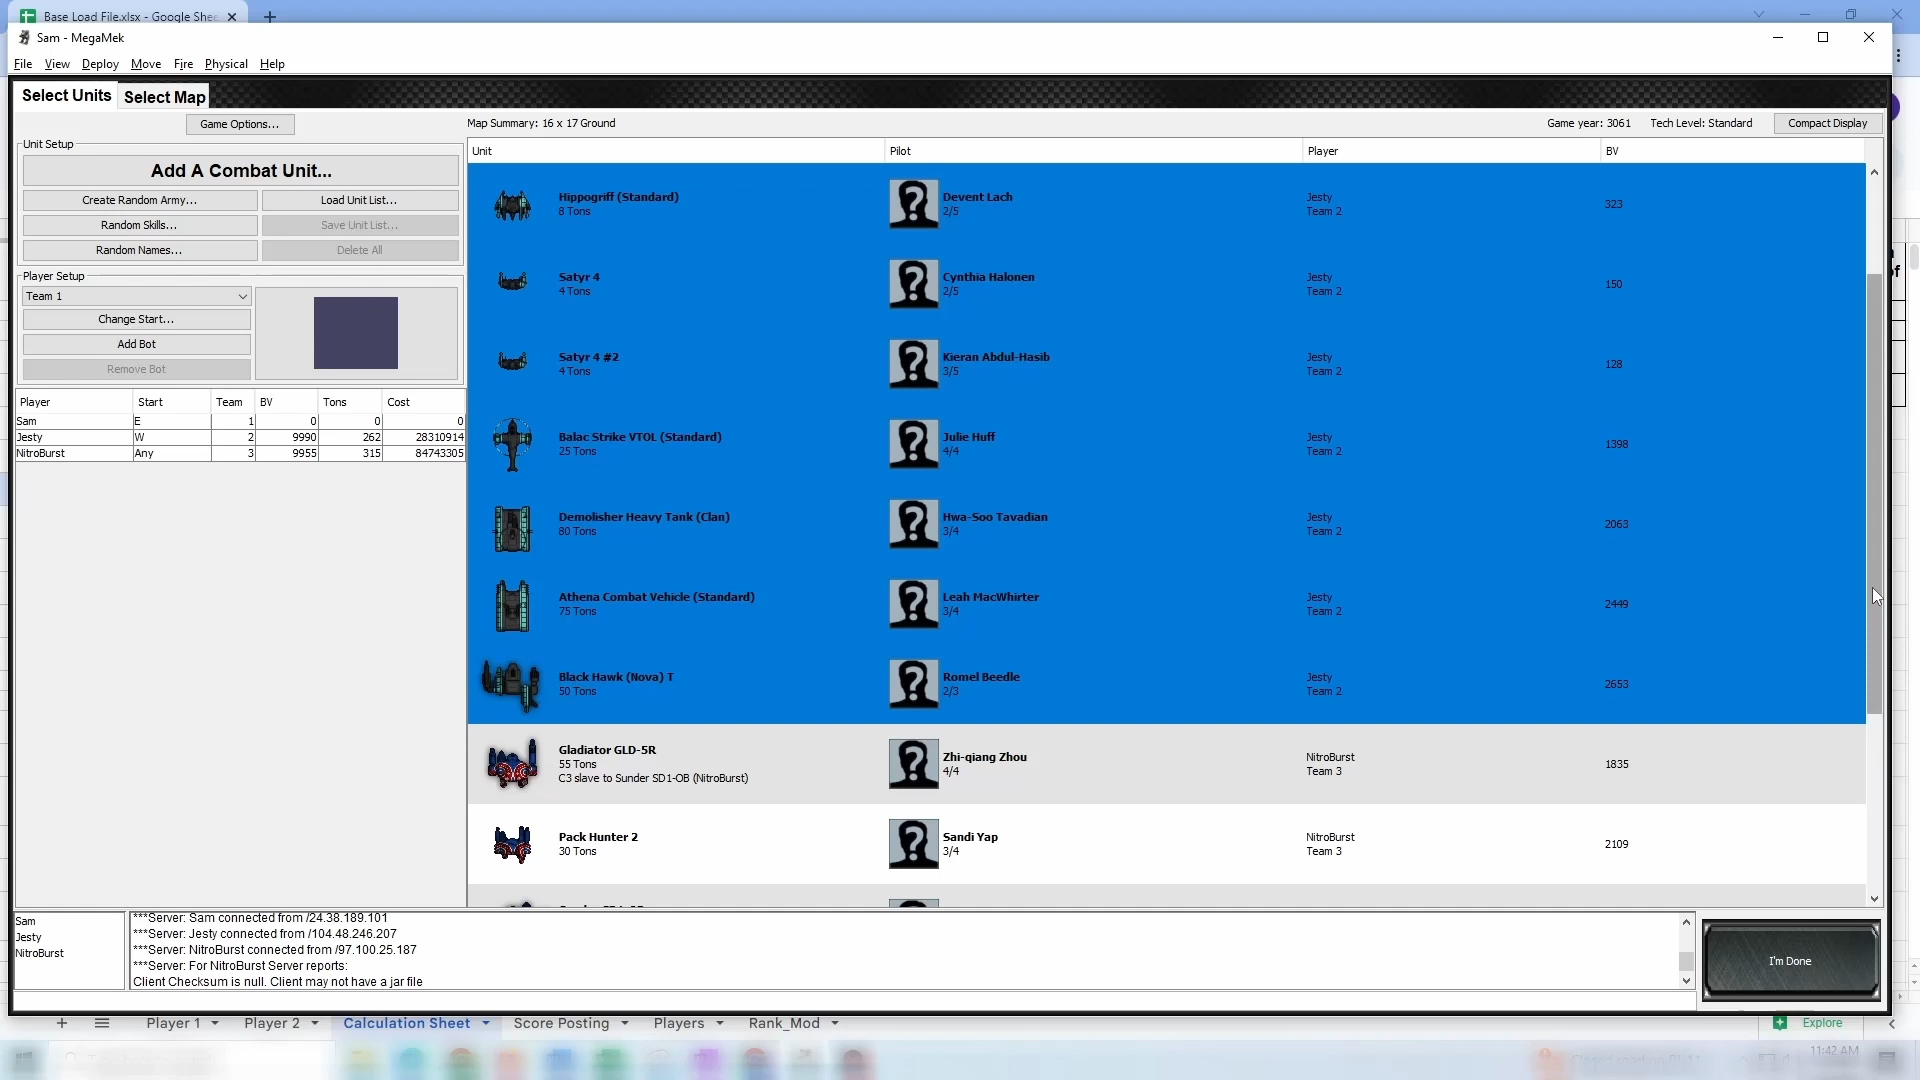 Base Load File.xlsx - Google Shee
Sam - MegaMek
File View Deploy Move Fire Physical Help
Select Units Select Map
Game Options...
Map Summary: 16 x 17 Ground
Game year: 3061 Tech Level: Standard
Compact Display
Unit Setup
Add A Combat Unit...
Create Random Army... Load Unit List...
Random Skills... Save Unit List...
Random Names... Delete All
Player Setup
Team 1
Change Start...
Add Bot
Remove Bot
Player Start Team BV Tons Cost
Sam E 1 0 0 0
Jesty W 2 9990 262 28310914
NitroBurst Any 3 9955 315 84743305
Unit Pilot Player BV
Hippogriff (Standard) Devent Lach Jesty 323
8 Tons 2/5 Team 2
Satyr 4 Cynthia Halonen Jesty 150
4 Tons 2/5 Team 2
Satyr 4 #2 Kieran Abdul-Hasib Jesty 128
4 Tons 3/5 Team 2
Balac Strike VTOL (Standard) Julie Huff Jesty 1398
25 Tons 4/4 Team 2
Demolisher Heavy Tank (Clan) Hwa-Soo Tavadian Jesty 2063
80 Tons 3/4 Team 2
Athena Combat Vehicle (Standard) Leah MacWhirter Jesty 2449
75 Tons 3/4 Team 2
Black Hawk (Nova) T Romel Beedle Jesty 2653
50 Tons 2/3 Team 2
Gladiator GLD-5R Zhi-qiang Zhou NitroBurst 1835
55 Tons 4/4 Team 3
C3 slave to Sunder SD1-OB (NitroBurst)
Pack Hunter 2 Sandi Yap NitroBurst 2109
30 Tons 3/4 Team 3
Sam
Jesty
NitroBurst
***Server: Sam connected from /24.38.189.101
***Server: Jesty connected from /104.48.246.207
***Server: NitroBurst connected from /97.100.25.187
***Server: For NitroBurst Server reports:
Client Checksum is null. Client may not have a jar file
I'm Done
Player 1 Player 2 Calculation Sheet Score Posting Players Rank_Mod
Explore
11:42 AM